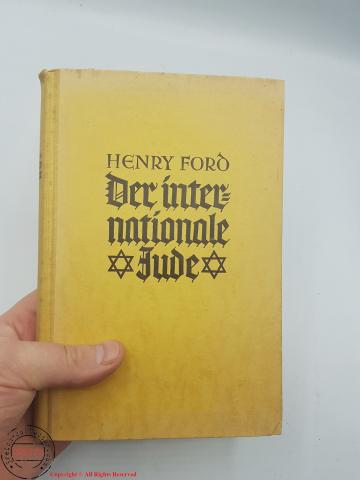 HENRY FORD
Der inter-
nationale
Jude
Copyright © All Rights Reserved